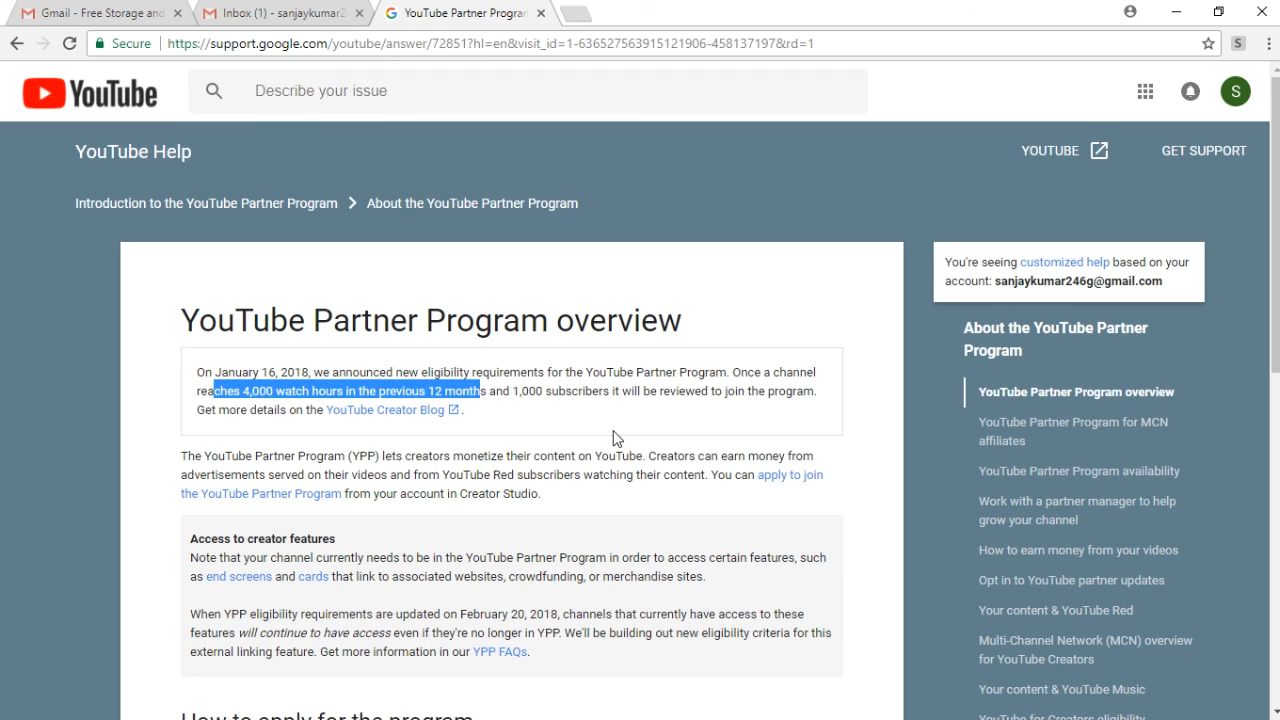 Gmail - Free Storage and
Inbox (1) - sanjaykumar2
YouTube Partner Program
Secure
https://support.google.com/youtube/answer/72851?hl=en&visit_id=1-636527563915121906-458137197&rd=1
S
YouTube
Describe your issue
S
YouTube Help
YOUTUBE
GET SUPPORT
Introduction to the YouTube Partner Program
About the YouTube Partner Program
YouTube Partner Program overview
On January 16, 2018, we announced new eligibility requirements for the YouTube Partner Program. Once a channel
reaches 4,000 watch hours in the previous 12 months and 1,000 subscribers it will be reviewed to join the program.
Get more details on the YouTube Creator Blog.
The YouTube Partner Program (YPP) lets creators monetize their content on YouTube. Creators can earn money from
advertisements served on their videos and from YouTube Red subscribers watching their content. You can apply to join
the YouTube Partner Program from your account in Creator Studio.
Access to creator features
Note that your channel currently needs to be in the YouTube Partner Program in order to access certain features, such
as end screens and cards that link to associated websites, crowdfunding, or merchandise sites.
When YPP eligibility requirements are updated on February 20, 2018, channels that currently have access to these
features will continue to have access even if they're no longer in YPP. We'll be building out new eligibility criteria for this
external linking feature. Get more information in our YPP FAQs.
How to apply for the program
You're seeing customized help based on your
account: sanjaykumar246g@gmail.com
About the YouTube Partner
Program
YouTube Partner Program overview
YouTube Partner Program for MCN
affiliates
YouTube Partner Program availability
Work with a partner manager to help
grow your channel
How to earn money from your videos
Opt in to YouTube partner updates
Your content & YouTube Red
Multi-Channel Network (MCN) overview
for YouTube Creators
Your content & YouTube Music
YouTube for Creators eligibility